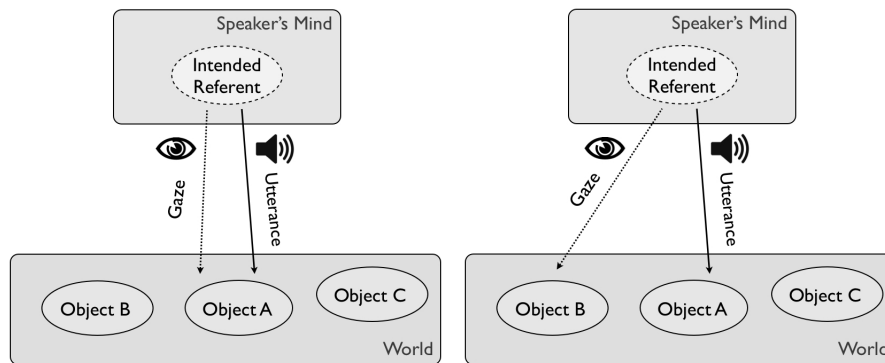 Speaker's Mind
Intended
Referent
Gaze
Utterance
Object B
Object A
Object C
World
Speaker's Mind
Intended
Referent
Gaze
Utterance
Object B
Object A
Object C
World